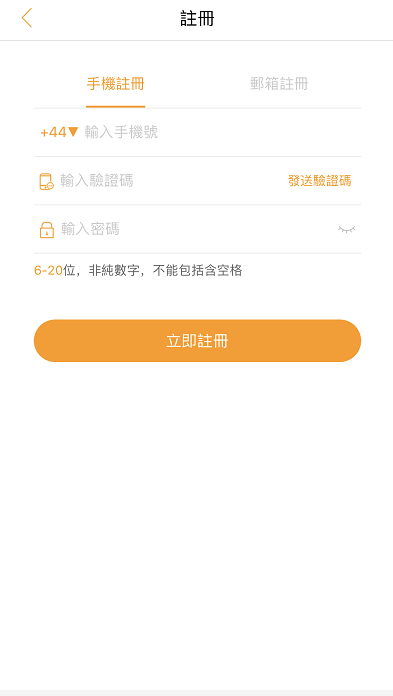 註冊
手機註冊 郵箱註冊
+44▼ 輸入手機號
輸入驗證碼 發送驗證碼
輸入密碼
6-20位，非純數字，不能包括含空格
立即註冊